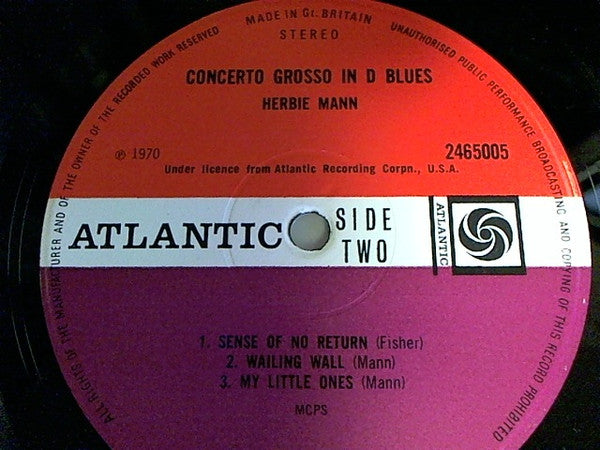 MADE IN Gt. BRITAIN
STEREO
CONCERTO GROSSO IN D BLUES
HERBIE MANN
℗ 1970
2465005
Under licence from Atlantic Recording Corpn., U.S.A.
ATLANTIC
SIDE
TWO
ATLANTIC
1. SENSE OF NO RETURN (Fisher)
2. WAILING WALL (Mann)
3. MY LITTLE ONES (Mann)
MCPS
ALL RIGHTS OF THE MANUFACTURER AND OF THE OWNER OF THE RECORDED WORK RESERVED
UNAUTHORISED PUBLIC PERFORMANCE BROADCASTING AND COPYING OF THIS RECORD PROHIBITED